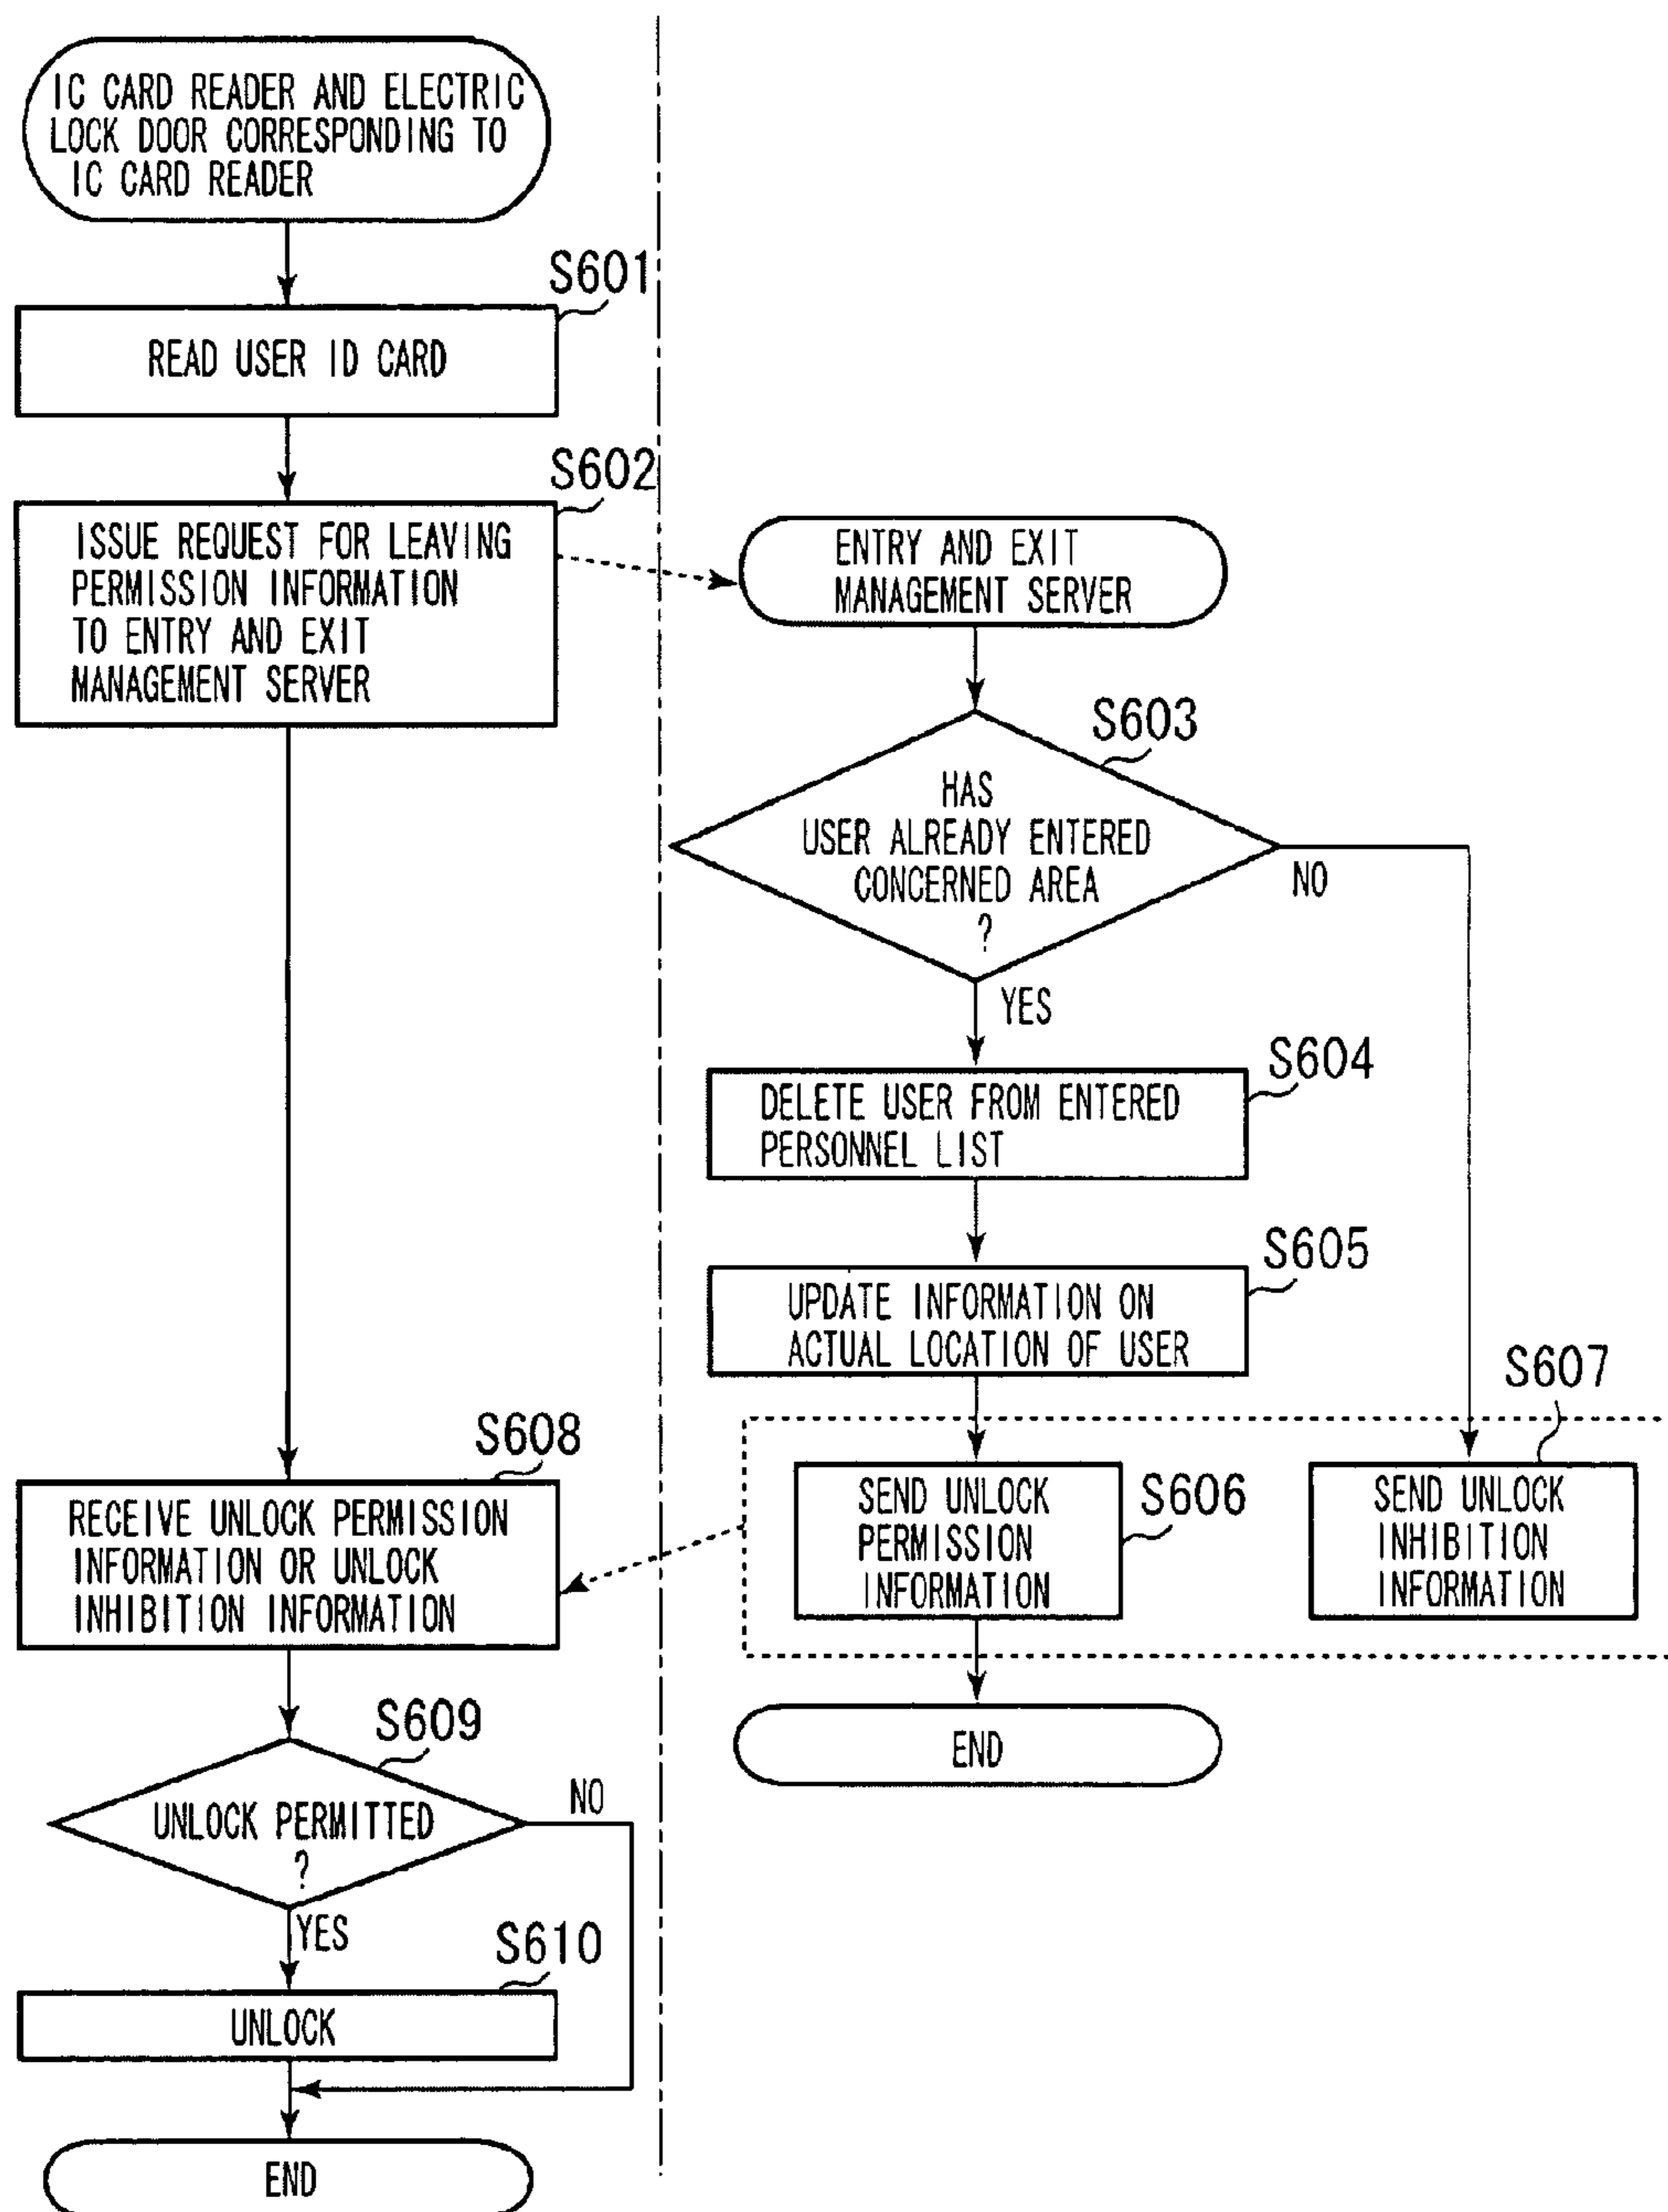 IC CARD READER AND ELECTRIC
LOCK DOOR CORRESPONDING TO
IC CARD READER
S601
READ USER ID CARD
S602
ISSUE REQUEST FOR LEAVING
PERMISSION INFORMATION
TO ENTRY AND EXIT
MANAGEMENT SERVER
ENTRY AND EXIT
MANAGEMENT SERVER
S603
HAS
USER ALREADY ENTERED
CONCERNED AREA
?
NO
YES
S604
DELETE USER FROM ENTERED
PERSONNEL LIST
S605
UPDATE INFORMATION ON
ACTUAL LOCATION OF USER
S606
SEND UNLOCK
PERMISSION
INFORMATION
S607
SEND UNLOCK
INHIBITION
INFORMATION
END
S608
RECEIVE UNLOCK PERMISSION
INFORMATION OR UNLOCK
INHIBITION INFORMATION
S609
UNLOCK PERMITTED
?
NO
YES
S610
UNLOCK
END